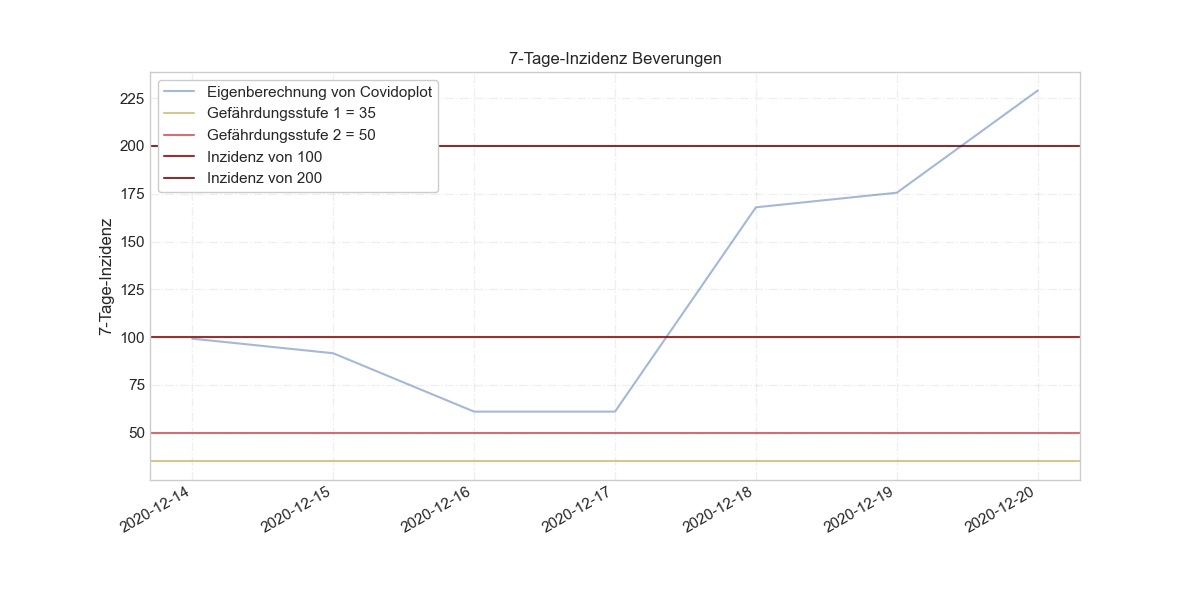 7-Tage-Inzidenz Beverungen
Eigenberechnung von Covidoplot
Gefährdungsstufe 1 = 35
Gefährdungsstufe 2 = 50
Inzidenz von 100
Inzidenz von 200
7-Tage-Inzidenz
225
200
175
150
125
100
75
50
2020-12-14
2020-12-15
2020-12-16
2020-12-17
2020-12-18
2020-12-19
2020-12-20